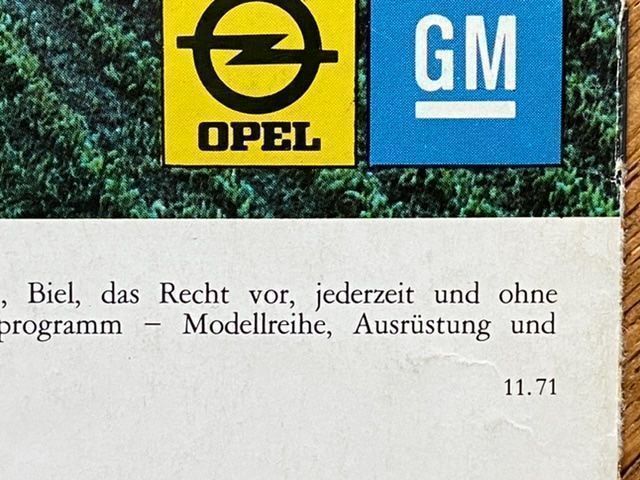 OPEL
GM
, Biel, das Recht vor, jederzeit und ohne
programm – Modellreihe, Ausrüstung und
11.71